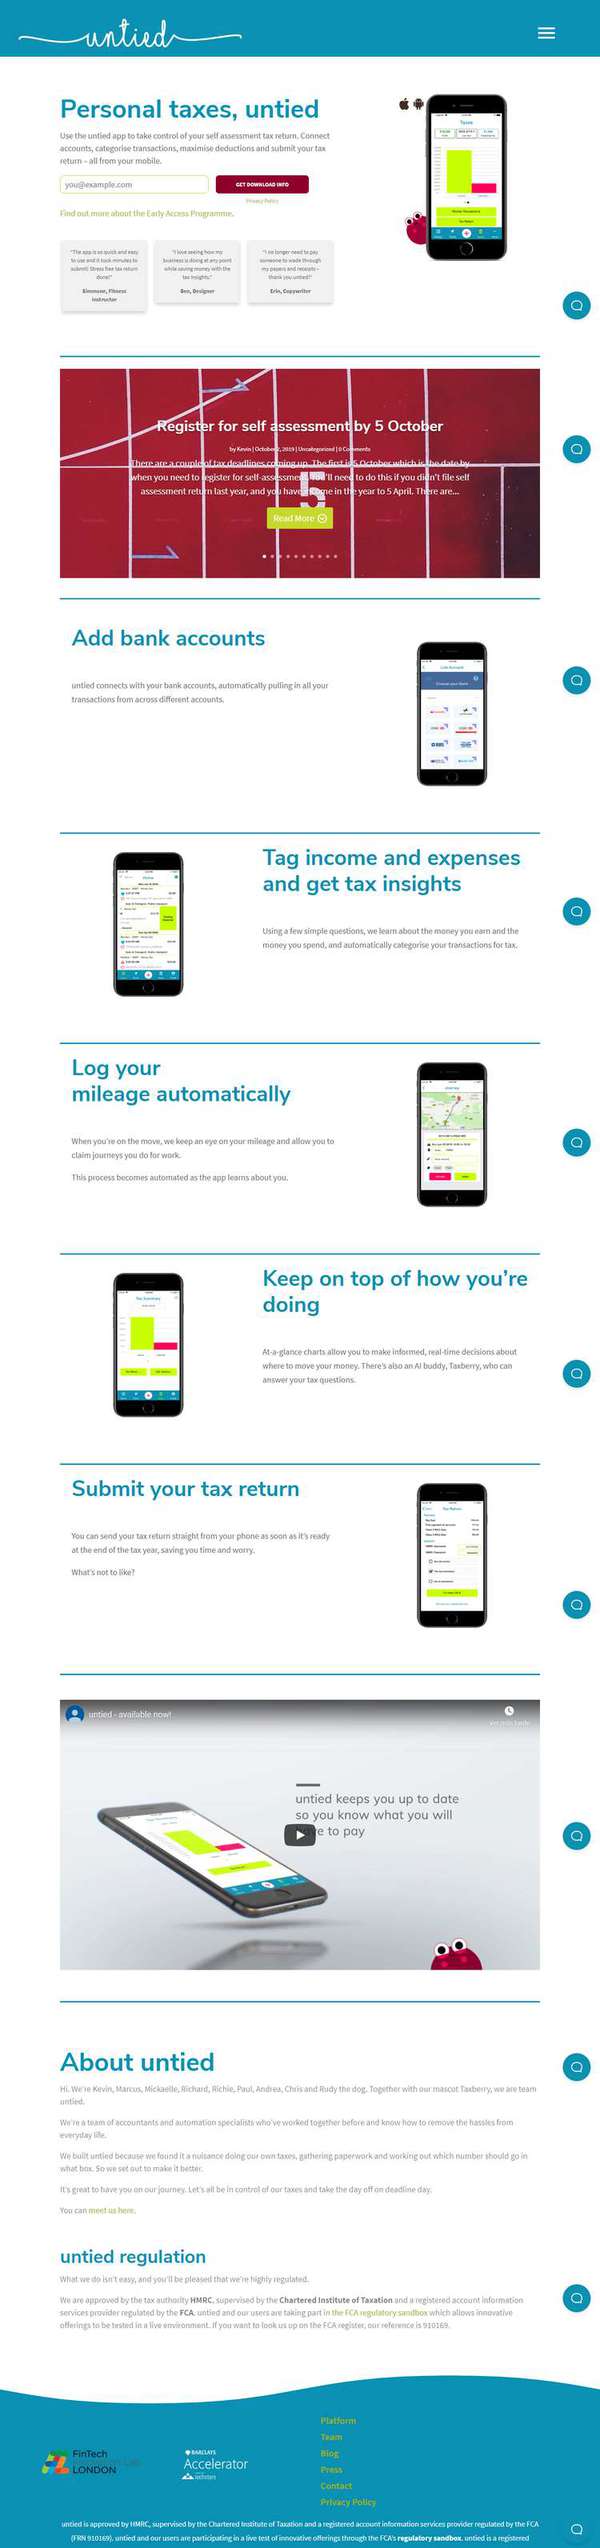 untied
Personal taxes, untied
Use the untied app to take control of your self assessment tax return. Connect
accounts, categorise transactions, maximise deductions and submit your tax
return – all from your mobile.
you@example.com
GET DOWNLOAD INFO
Privacy Policy
Find out more about the Early Access Programme.
"The app is so quick and easy
to use and it took minutes to
submit! Stress free tax return
done!"
Simmone, Fitness
Instructor
"I love seeing how my
business is doing at any point
while saving money with the
tax insights."
Ben, Designer
"I no longer need to pay
someone to wade through
my papers and receipts –
thank you untied!"
Erin, Copywriter
Taxes
Register for self assessment by 5 October
by Kevin | October 2, 2019 | Uncategorized | 0 Comments
There are a couple of tax deadlines coming up. The first is 5 October which is the date by
when you need to register for self-assessment. You'll need to do this if you didn't file self
assessment return last year, and you have income in the year to 5 April. There are...
5
Read More
Add bank accounts
untied connects with your bank accounts, automatically pulling in all your
transactions from across different accounts.
Choose your Bank
Tag income and expenses
and get tax insights
Using a few simple questions, we learn about the money you earn and the
money you spend, and automatically categorise your transactions for tax.
Log your
mileage automatically
When you're on the move, we keep an eye on your mileage and allow you to
claim journeys you do for work.
This process becomes automated as the app learns about you.
Tax Summary
Keep on top of how you're
doing
At-a-glance charts allow you to make informed, real-time decisions about
where to move your money. There's also an AI buddy, Taxberry, who can
answer your tax questions.
Submit your tax return
You can send your tax return straight from your phone as soon as it's ready
at the end of the tax year, saving you time and worry.
What's not to like?
Tax Return
untied - available now!
Ver más tarde
untied keeps you up to date
so you know what you will
have to pay
About untied
Hi. We're Kevin, Marcus, Mickaelle, Richard, Richie, Paul, Andrea, Chris and Rudy the dog. Together with our mascot Taxberry, we are team
untied.
We're a team of accountants and automation specialists who've worked together before and know how to remove the hassles from
everyday life.
We built untied because we found it a nuisance doing our own taxes, gathering paperwork and working out which number should go in
what box. So we set out to make it better.
It's great to have you on our journey. Let's all be in control of our taxes and take the day off on deadline day.
You can meet us here.
untied regulation
What we do isn't easy, and you'll be pleased that we're highly regulated.
We are approved by the tax authority HMRC, supervised by the Chartered Institute of Taxation and a registered account information
services provider regulated by the FCA. untied and our users are taking part in the FCA regulatory sandbox which allows innovative
offerings to be tested in a live environment. If you want to look us up on the FCA register, our reference is 910169.
Platform
Team
Blog
Press
Contact
Privacy Policy
FinTech
LONDON
BARCLAYS
Accelerator
techstars
untied is approved by HMRC, supervised by the Chartered Institute of Taxation and a registered account information services provider regulated by the FCA
(FRN 910169). untied and our users are participating in a live test of innovative offerings through the FCA's regulatory sandbox. untied is a registered